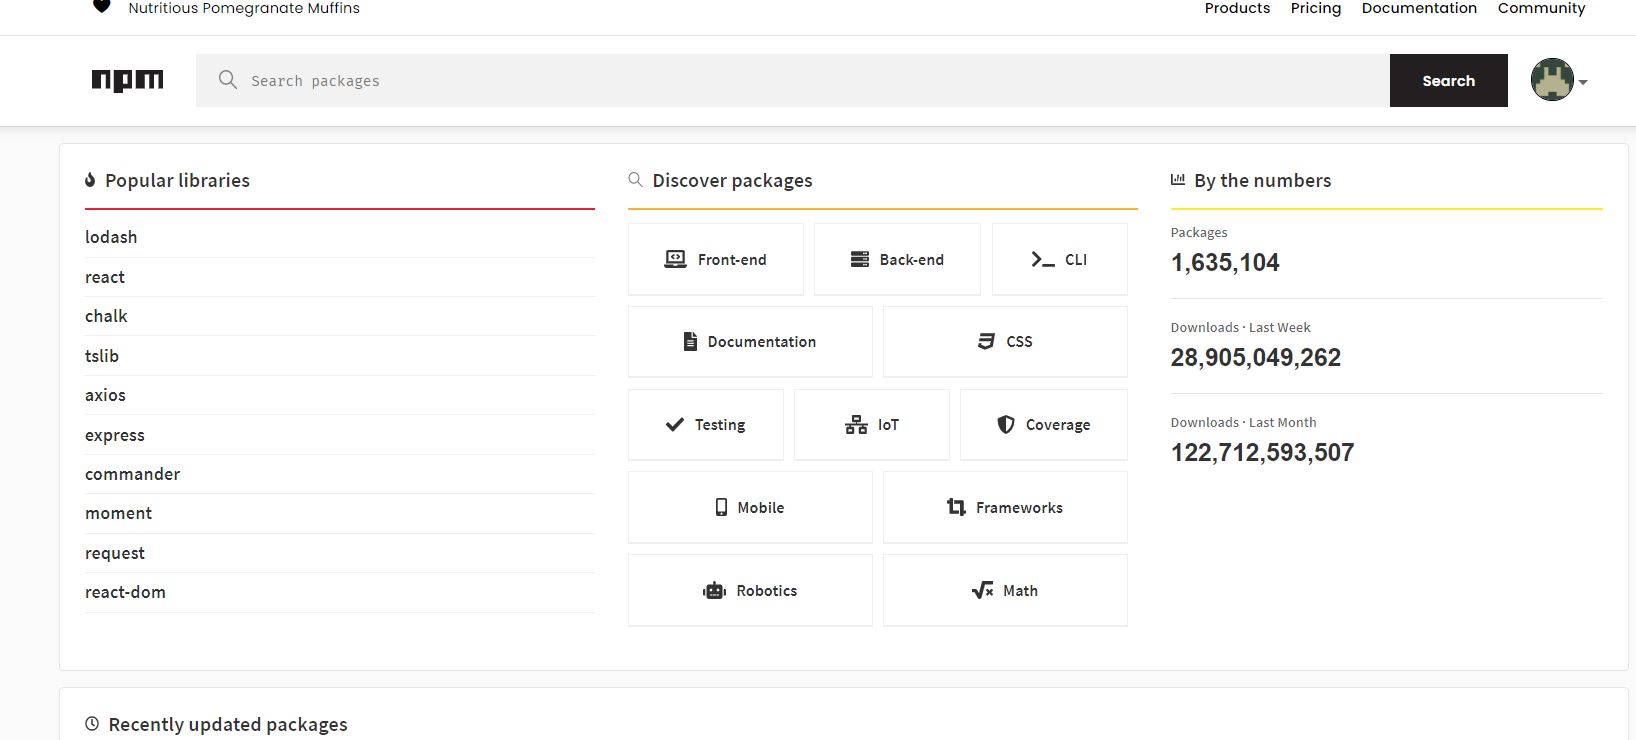 Nutritious Pomegranate Muffins
Products Pricing Documentation Community
npm
Search packages
Search
Popular libraries
lodash
react
chalk
tslib
axios
express
commander
moment
request
react-dom
Discover packages
Front-end
Back-end
CLI
Documentation
CSS
Testing
IoT
Coverage
Mobile
Frameworks
Robotics
Math
By the numbers
Packages
1,635,104
Downloads · Last Week
28,905,049,262
Downloads · Last Month
122,712,593,507
Recently updated packages